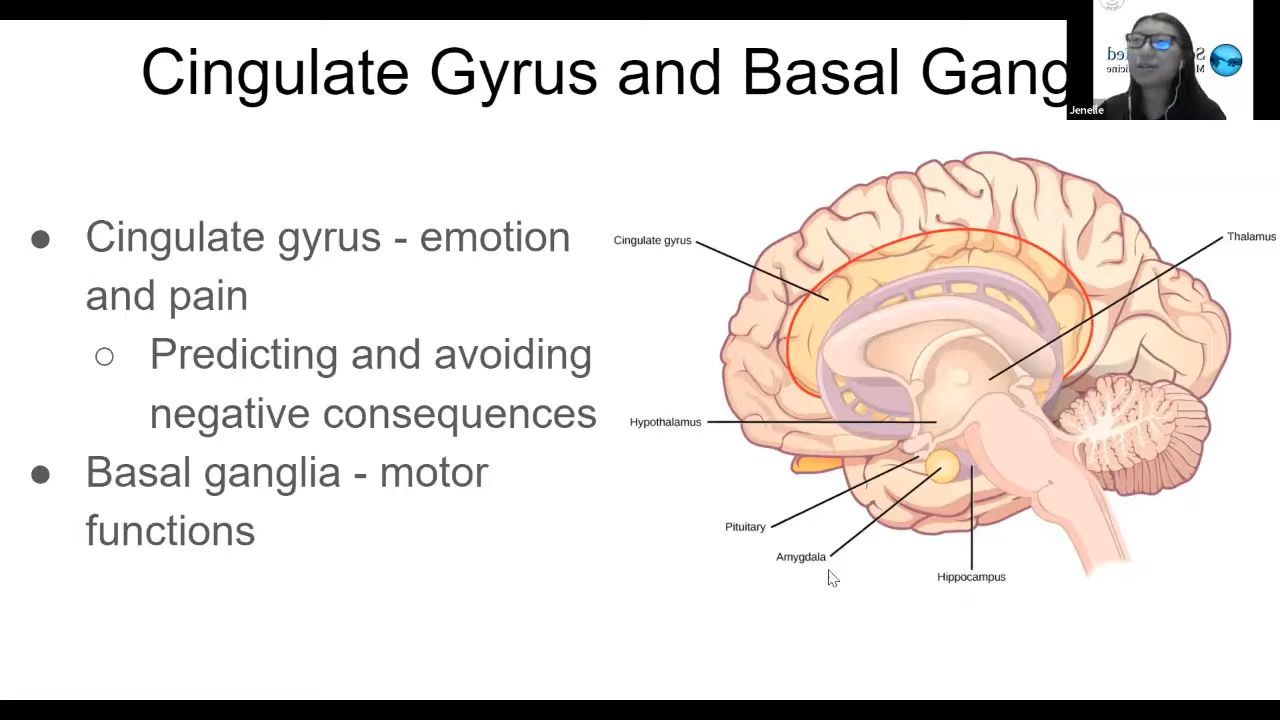 Cingulate Gyrus and Basal Gang
Jenelle
● Cingulate gyrus - emotion
and pain
○ Predicting and avoiding
negative consequences
● Basal ganglia - motor
functions
Cingulate gyrus
Thalamus
Hypothalamus
Pituitary
Amygdala
Hippocampus